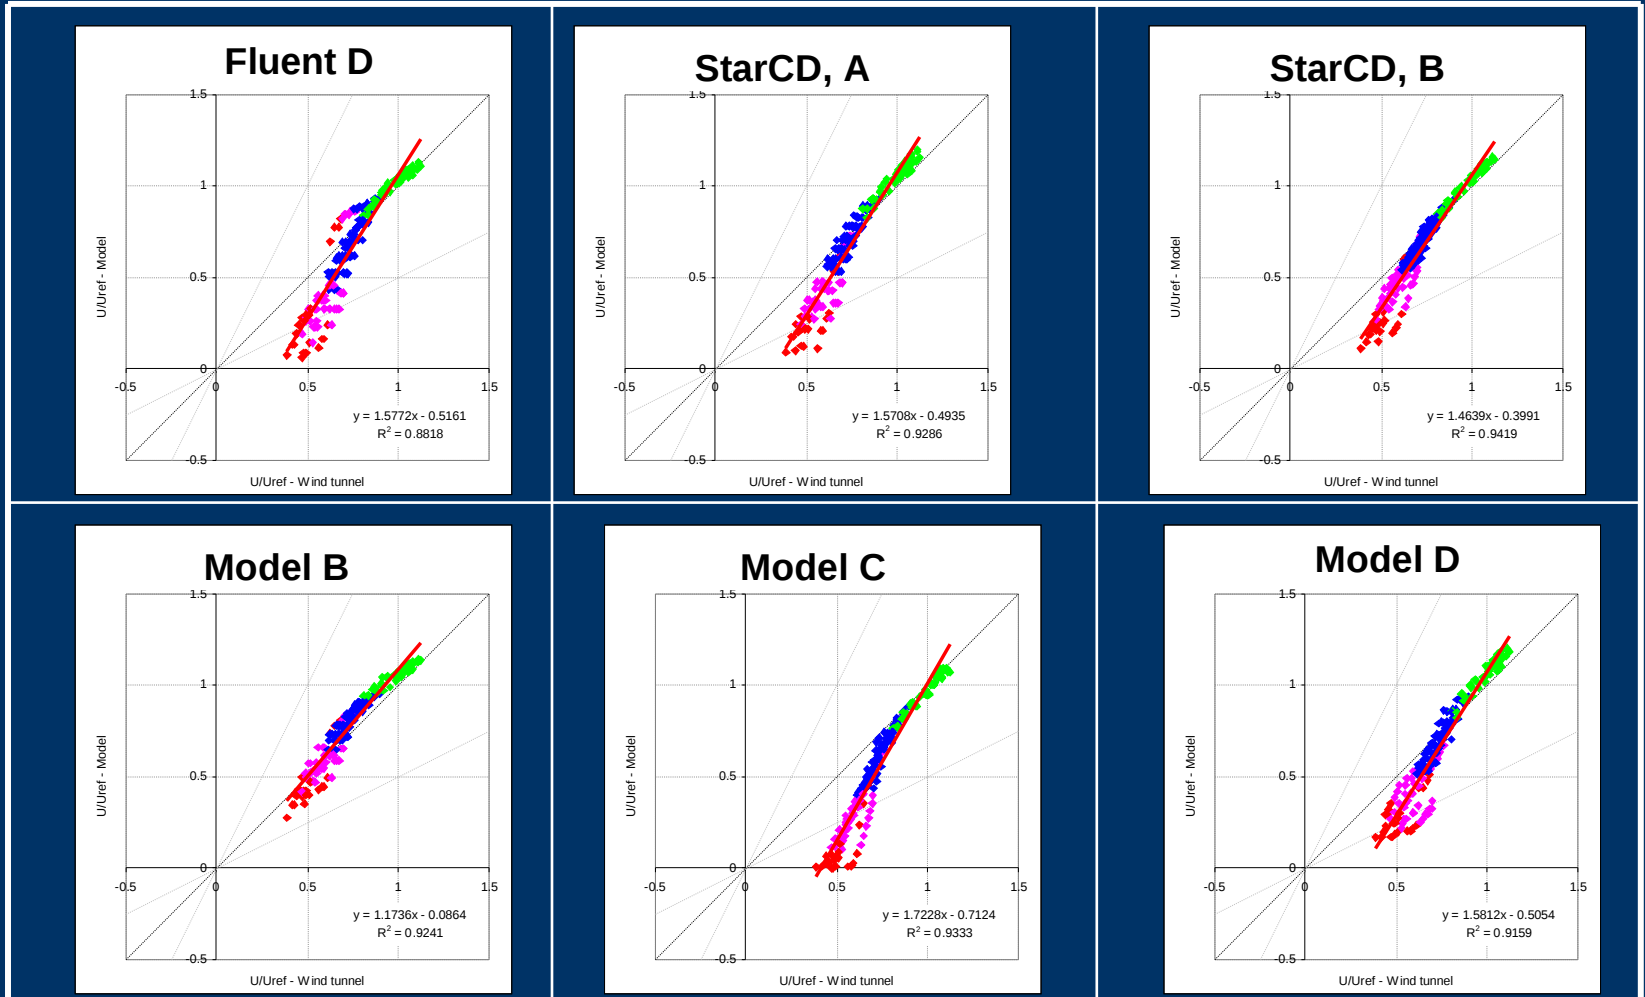 Fluent D
1.5
1
0.5
0
-0.5
-0.5
0
0.5
1
1.5
U/Uref - Model
y = 1.5772x - 0.5161
R² = 0.8818
U/Uref - Wind tunnel
StarCD, A
1.5
1
0.5
0
-0.5
-0.5
0
0.5
1
1.5
U/Uref - Model
y = 1.5708x - 0.4935
R² = 0.9286
U/Uref - Wind tunnel
StarCD, B
1.5
1
0.5
0
-0.5
-0.5
0
0.5
1
1.5
U/Uref - Model
y = 1.4639x - 0.3991
R² = 0.9419
U/Uref - Wind tunnel
Model B
1.5
1
0.5
0
-0.5
-0.5
0
0.5
1
1.5
U/Uref - Model
y = 1.1736x - 0.0864
R² = 0.9241
U/Uref - Wind tunnel
Model C
1.5
1
0.5
0
-0.5
-0.5
0
0.5
1
1.5
U/Uref - Model
y = 1.7228x - 0.7124
R² = 0.9333
U/Uref - Wind tunnel
Model D
1.5
1
0.5
0
-0.5
-0.5
0
0.5
1
1.5
U/Uref - Model
y = 1.5812x - 0.5054
R² = 0.9159
U/Uref - Wind tunnel